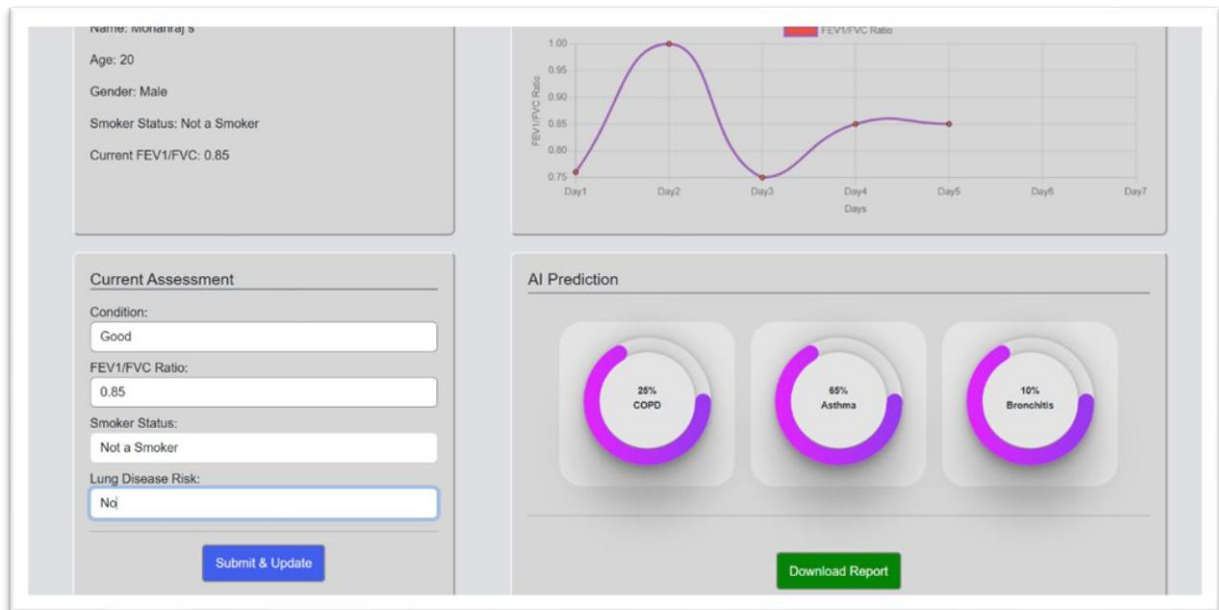 Name: Mohanraj s
Age: 20
Gender: Male
Smoker Status: Not a Smoker
Current FEV1/FVC: 0.85
FEV1/FVC Ratio
1.00
0.95
0.90
0.85
0.80
0.75
FEV1/FVC Ratio
Day1 Day2 Day3 Day4 Day5 Day6 Day7
Days
Current Assessment
Condition:
Good
FEV1/FVC Ratio:
0.85
Smoker Status:
Not a Smoker
Lung Disease Risk:
No
Submit & Update
AI Prediction
25%
COPD
65%
Asthma
10%
Bronchitis
Download Report